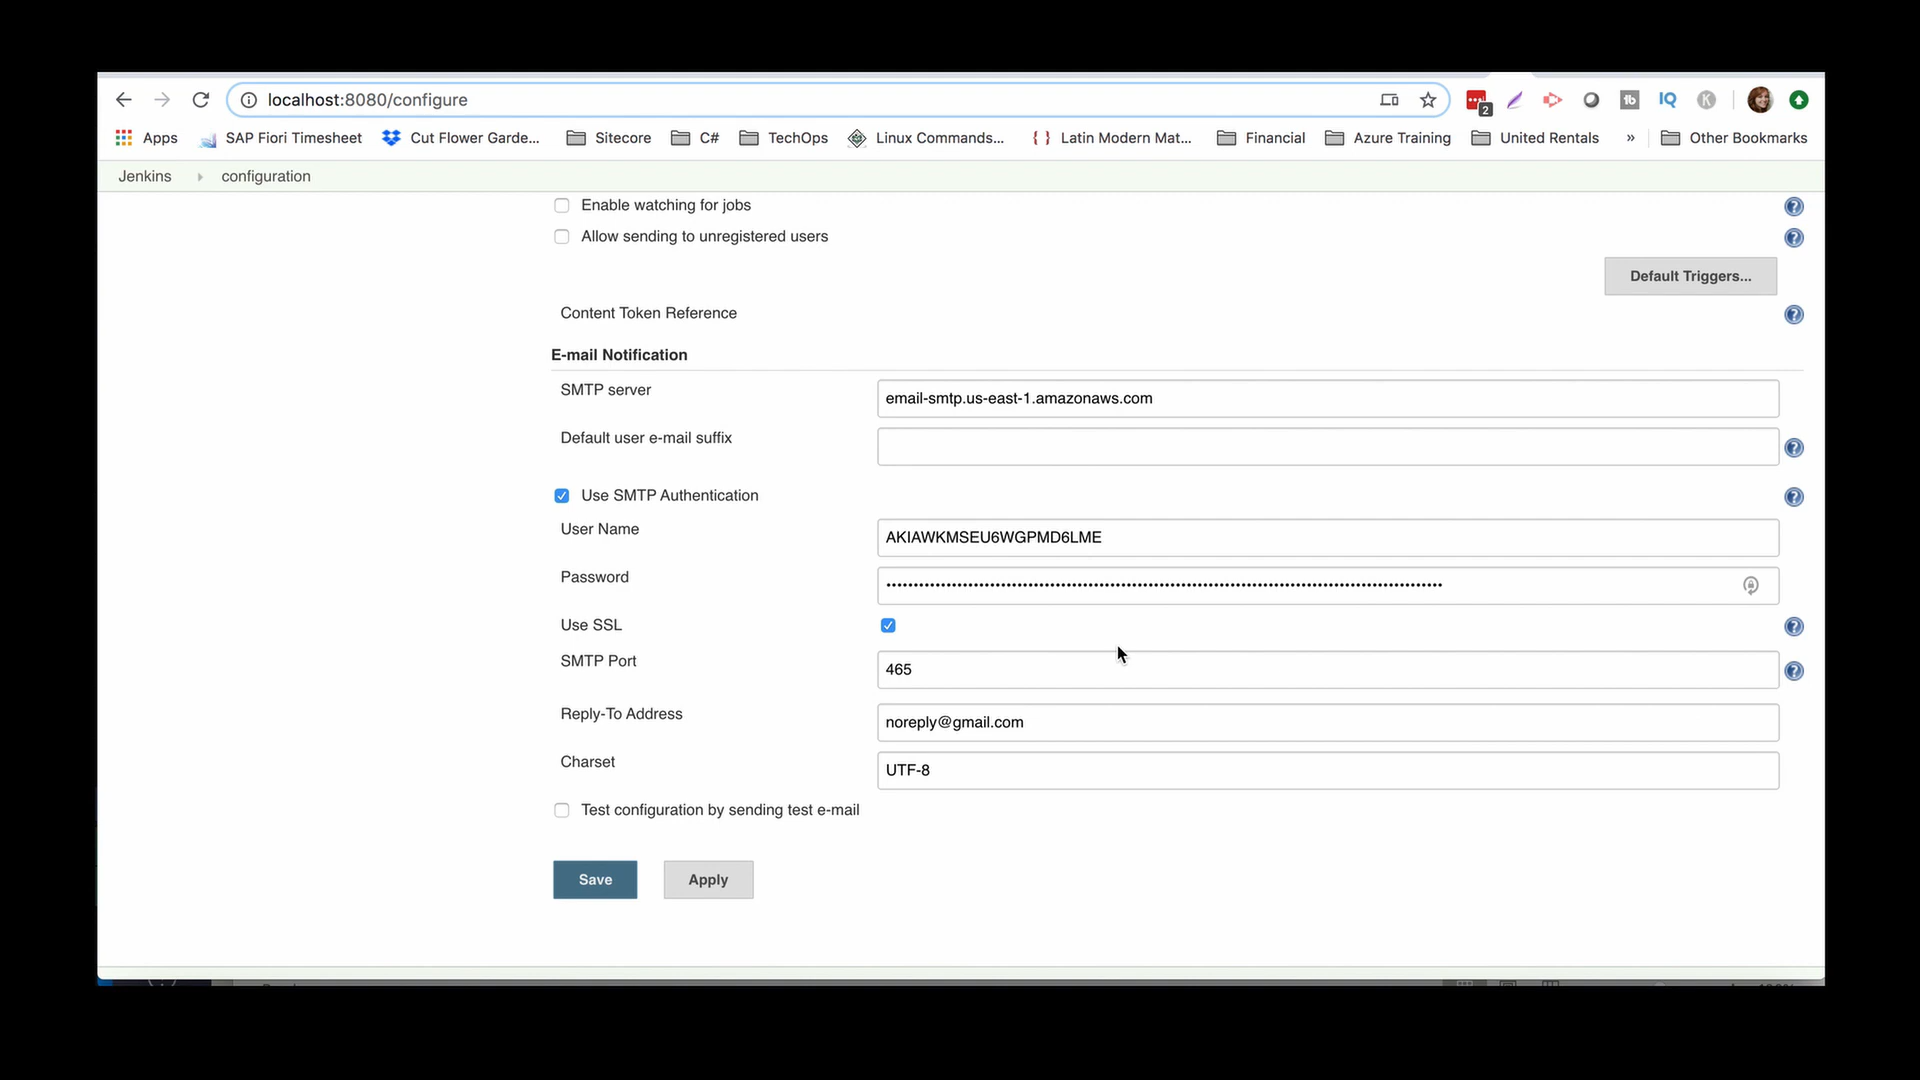 localhost:8080/configure
2
tb
IQ
K
Apps
SAP Fiori Timesheet
Cut Flower Garde...
Sitecore
C#
TechOps
Linux Commands...
Latin Modern Mat...
Financial
Azure Training
United Rentals
»
Other Bookmarks
Jenkins
configuration
Enable watching for jobs
Allow sending to unregistered users
Default Triggers...
Content Token Reference
E-mail Notification
SMTP server
email-smtp.us-east-1.amazonaws.com
Default user e-mail suffix
Use SMTP Authentication
User Name
AKIAWKMSEU6WGPMD6LME
Password
Use SSL
SMTP Port
465
Reply-To Address
noreply@gmail.com
Charset
UTF-8
Test configuration by sending test e-mail
Save
Apply